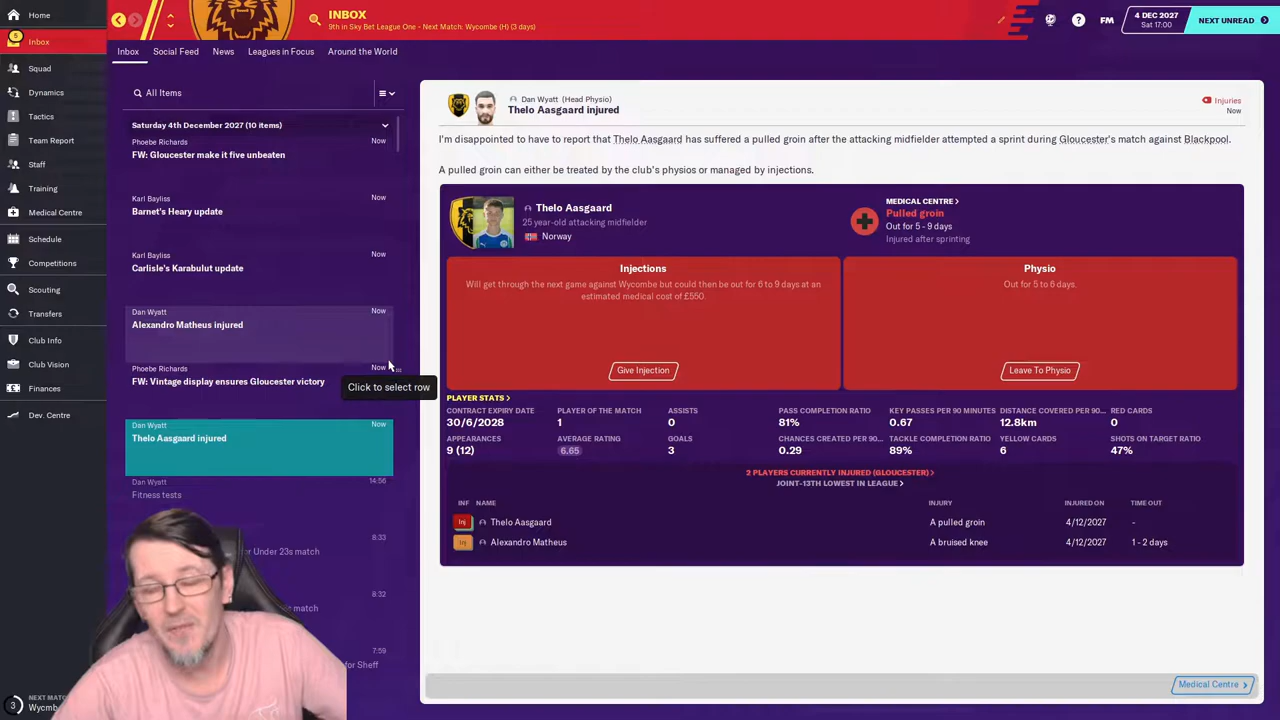 INBOX
9th in Sky Bet League One - Next Match: Wycombe (H) (3 days)
FM
4 DEC 2027
Sat 17:00
NEXT UNREAD
5
Inbox
Home
Squad
Dynamics
Tactics
Team Report
Staff
Training
Medical Centre
Schedule
Competitions
Scouting
Transfers
Club Info
Club Vision
Finances
Dev. Centre
3
NEXT MATCH
Inbox Social Feed News Leagues in Focus Around the World
All Items
Saturday 4th December 2027 (10 items)
Phoebe Richards Now
FW: Gloucester make it five unbeaten
Karl Bayliss Now
Barnet's Heary update
Karl Bayliss Now
Carlisle's Karabulut update
Dan Wyatt Now
Alexandro Matheus injured
Phoebe Richards Now
FW: Vintage display ensures Gloucester victory
Click to select row
Dan Wyatt Now
Thelo Aasgaard injured
Dan Wyatt 14:56
Fitness tests
8:33
Under 23s match
8:32
match
7:59
for Sheff
Dan Wyatt (Head Physio)
Thelo Aasgaard injured
Injuries
Now
I'm disappointed to have to report that Thelo Aasgaard has suffered a pulled groin after the attacking midfielder attempted a sprint during Gloucester's match against Blackpool.
A pulled groin can either be treated by the club's physios or managed by injections.
Thelo Aasgaard
25 year-old attacking midfielder
Norway
MEDICAL CENTRE >
Pulled groin
Out for 5 - 9 days
Injured after sprinting
Injections
Will get through the next game against Wycombe but could then be out for 6 to 9 days at an
estimated medical cost of £550.
Give Injection
Physio
Out for 5 to 6 days.
Leave To Physio
PLAYER STATS >
CONTRACT EXPIRY DATE PLAYER OF THE MATCH ASSISTS PASS COMPLETION RATIO KEY PASSES PER 90 MINUTES DISTANCE COVERED PER 90... RED CARDS
30/6/2028 1 0 81% 0.67 12.8km 0
APPEARANCES AVERAGE RATING GOALS CHANCES CREATED PER 90... TACKLE COMPLETION RATIO YELLOW CARDS SHOTS ON TARGET RATIO
9 (12) 6.65 3 0.29 89% 6 47%
2 PLAYERS CURRENTLY INJURED (GLOUCESTER) >
JOINT-13TH LOWEST IN LEAGUE >
INF NAME INJURY INJURED ON TIME OUT
Inj Thelo Aasgaard A pulled groin 4/12/2027 -
Inj Alexandro Matheus A bruised knee 4/12/2027 1 - 2 days
Medical Centre >